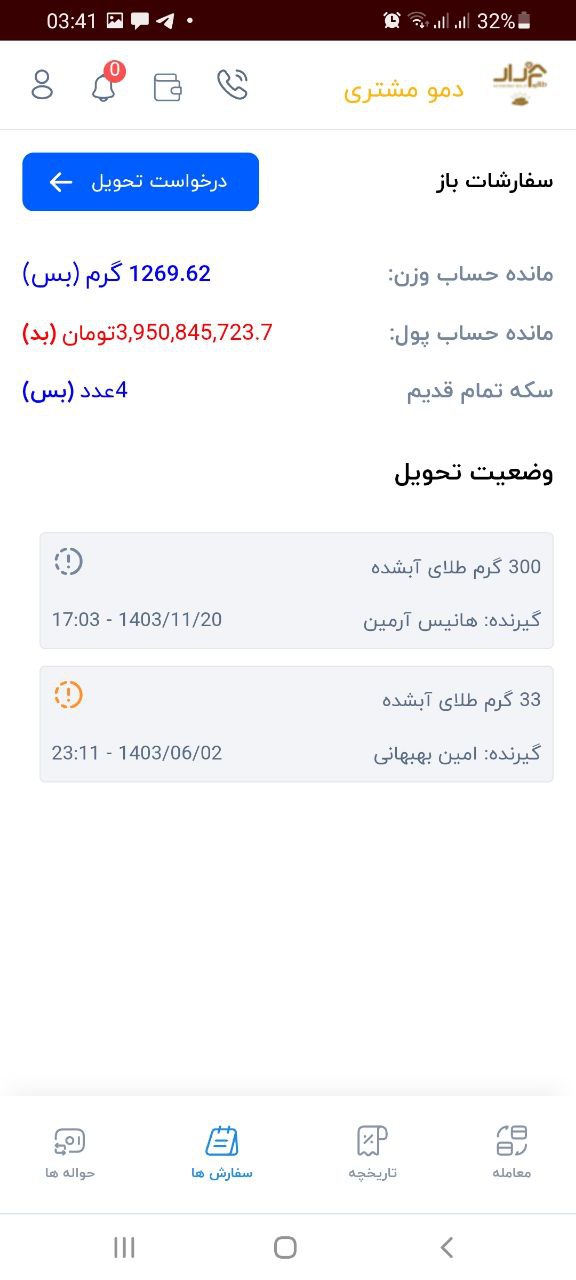 03:41
32%
0
دمو مشتری
سفارشات باز
درخواست تحویل
مانده حساب وزن: 1269.62 گرم (بس)
مانده حساب پول: 3,950,845,723.7تومان (بد)
سکه تمام قدیم 4عدد (بس)
وضعیت تحویل
300 گرم طلای آبشده
گیرنده: هانیس آرمین 1403/11/20 - 17:03
33 گرم طلای آبشده
گیرنده: امین بهبهانی 1403/06/02 - 23:11
معامله تاریخچه سفارش ها حواله ها